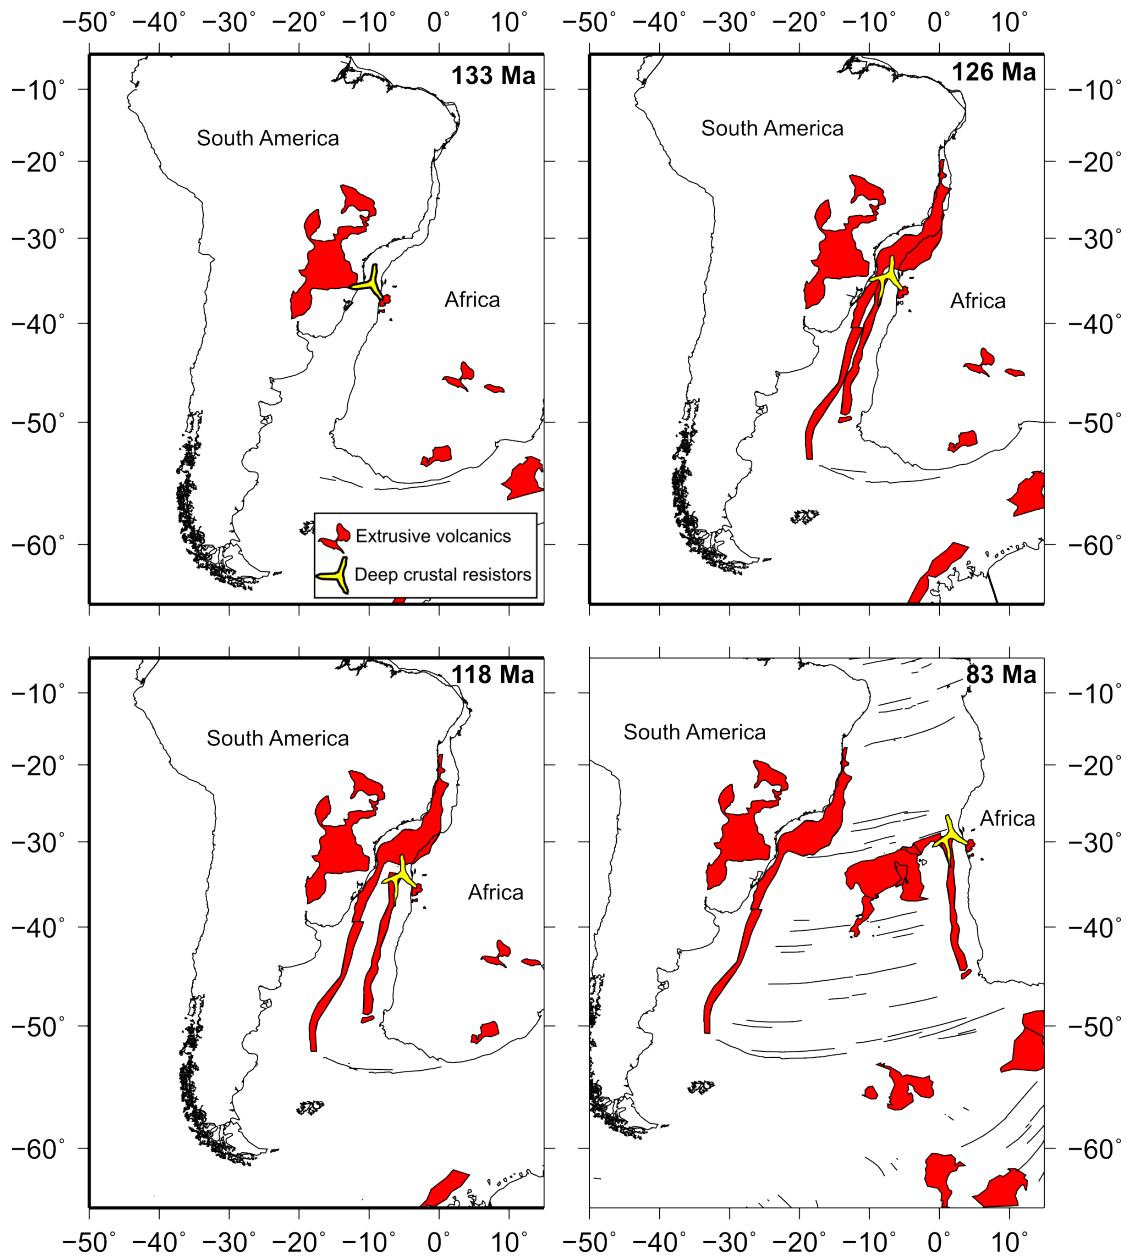 −50° −40° −30° −20° −10° 0° 10° −50° −40° −30° −20° −10° 0° 10°
133 Ma
126 Ma
−10° −10°
South America
South America
−20° −20°
−30° −30°
Africa
Africa
−40° −40°
−50° −50°
Extrusive volcanics
−60° −60°
Deep crustal resistors
118 Ma
83 Ma
−10° −10°
South America
South America
−20° −20°
Africa
−30° −30°
Africa
−40° −40°
−50° −50°
−60° −60°
−50° −40° −30° −20° −10° 0° 10° −50° −40° −30° −20° −10° 0° 10°